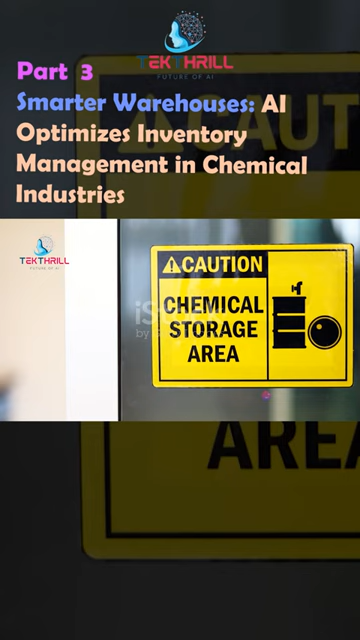 TEKTHRILL
FUTURE OF AI
Part 3
Smarter Warehouses: AI
Optimizes Inventory
Management in Chemical
Industries
CAUT
TEKTHRILL
FUTURE OF AI
CAUTION
CHEMICAL
STORAGE
AREA
AREA